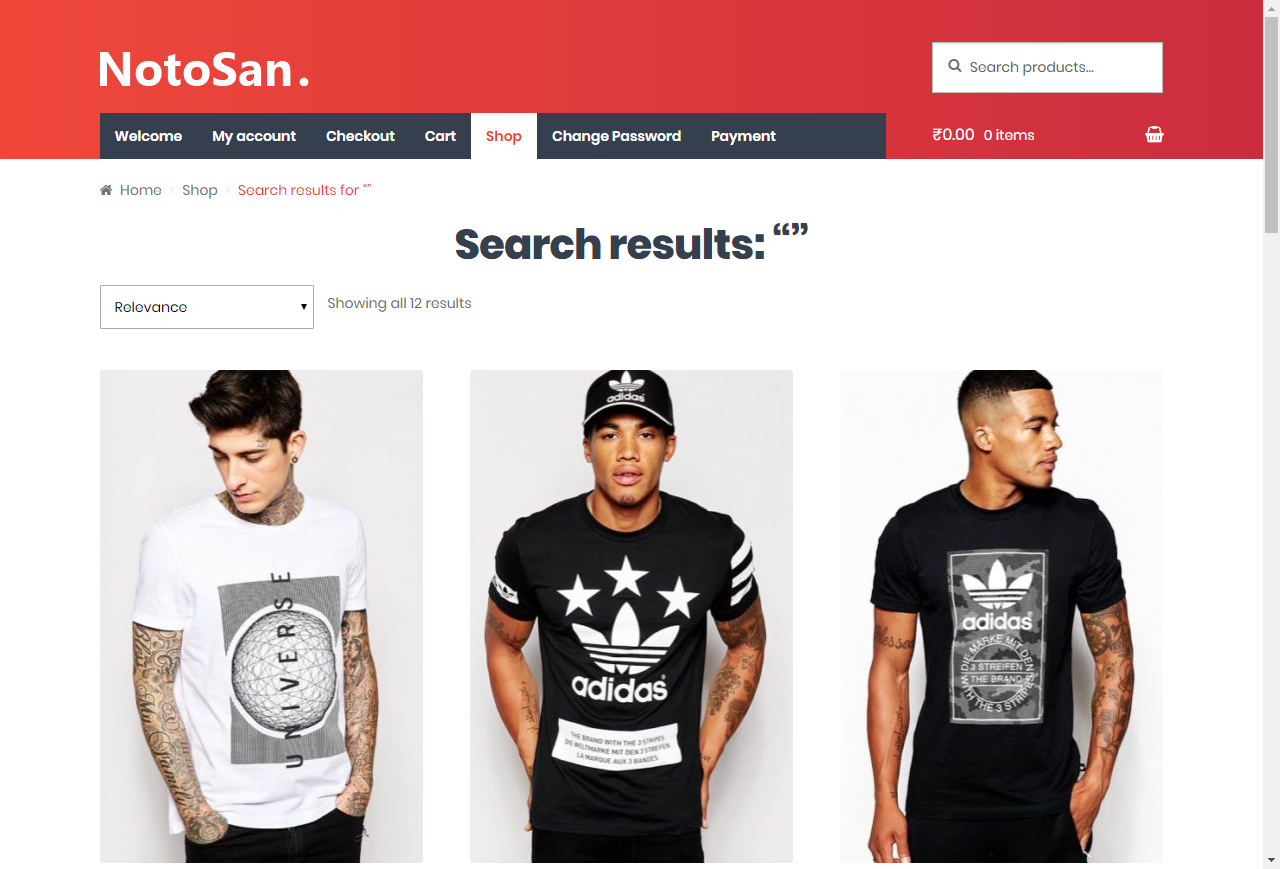 NotoSan.
Search products…
Welcome My account Checkout Cart Shop Change Password Payment
₹0.00 0 items
Home Shop Search results for “”
Search results: “”
Relevance Showing all 12 results
UNIVERSE
adidas
adidas
THE BRAND WITH THE 3 STRIPES
DIE WELTMARKE MIT DEN 3 STREIFEN
LA MARQUE AUX 3 BANDES.
adidas
DIE MARKE MIT DEN
3 STREIFEN
THE BRAND
WITH THE 3 STRIPES
Blessed